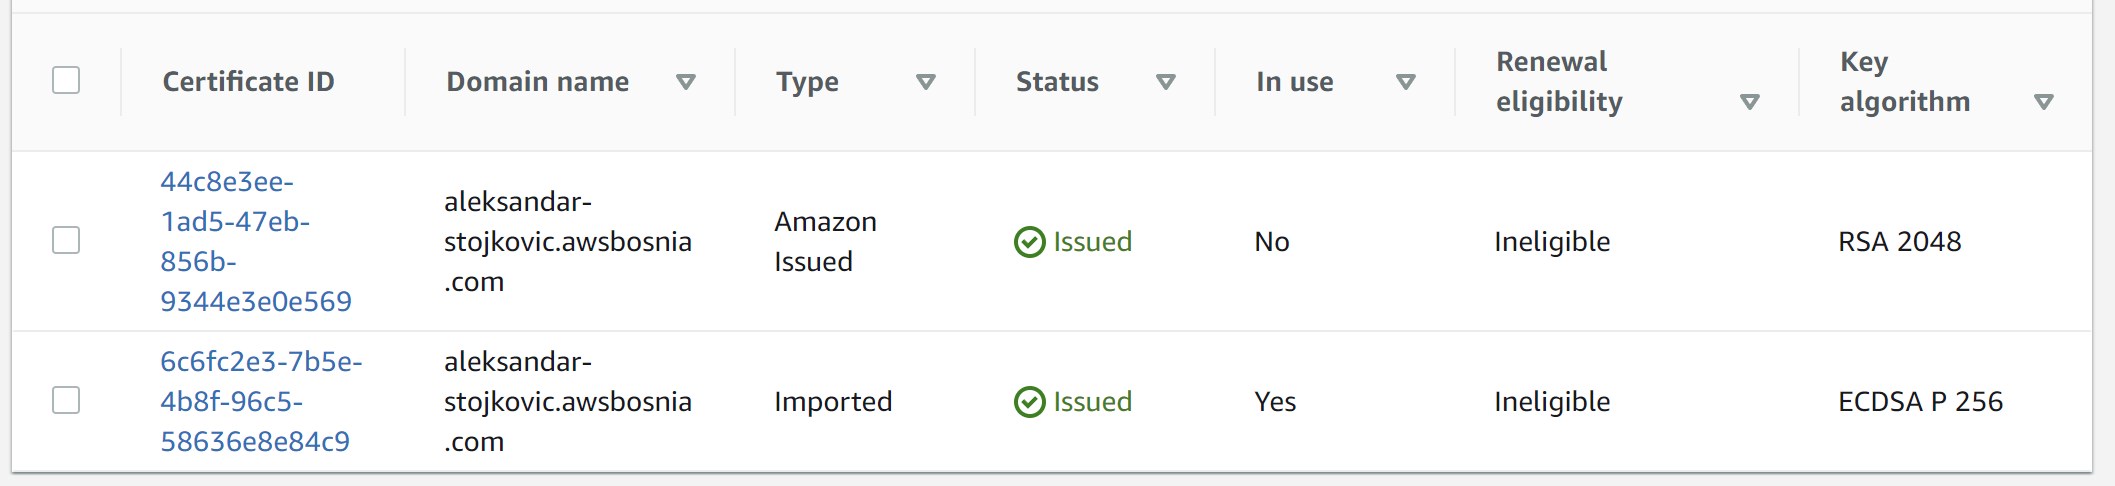 Certificate ID
Domain name
Type
Status
In use
Renewal
eligibility
Key
algorithm
44c8e3ee-
1ad5-47eb-
856b-
9344e3e0e569
aleksandar-
stojkovic.awsbosnia
.com
Amazon
Issued
Issued
No
Ineligible
RSA 2048
6c6fc2e3-7b5e-
4b8f-96c5-
58636e8e84c9
aleksandar-
stojkovic.awsbosnia
.com
Imported
Issued
Yes
Ineligible
ECDSA P 256